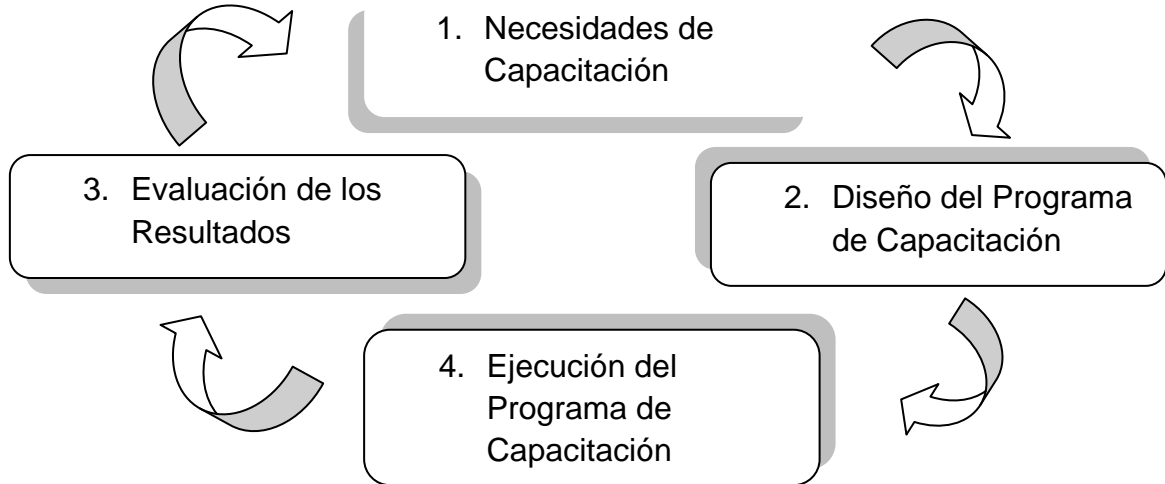 1. Necesidades de
Capacitación
3. Evaluación de los
Resultados
2. Diseño del Programa
de Capacitación
4. Ejecución del
Programa de
Capacitación